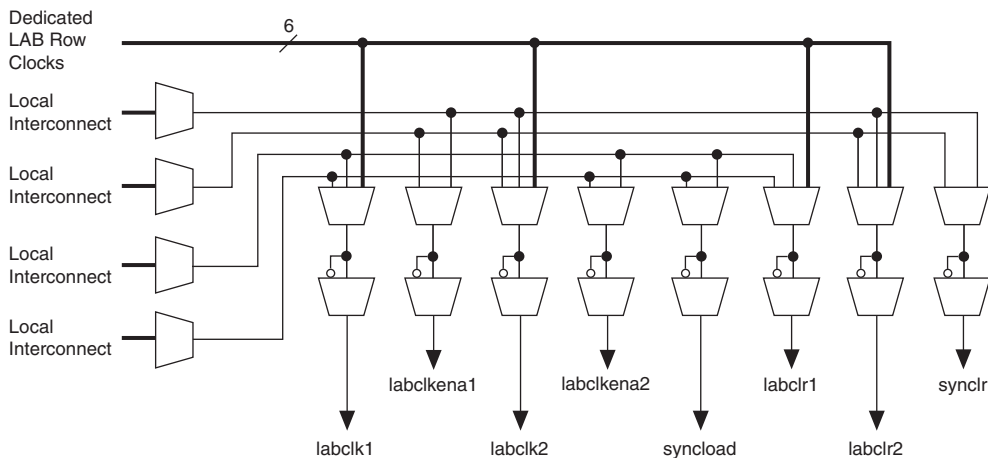 Dedicated
LAB Row
Clocks
6
Local
Interconnect
Local
Interconnect
Local
Interconnect
Local
Interconnect
labclkena1
labclkena2
labclr1
synclr
labclk1
labclk2
syncload
labclr2